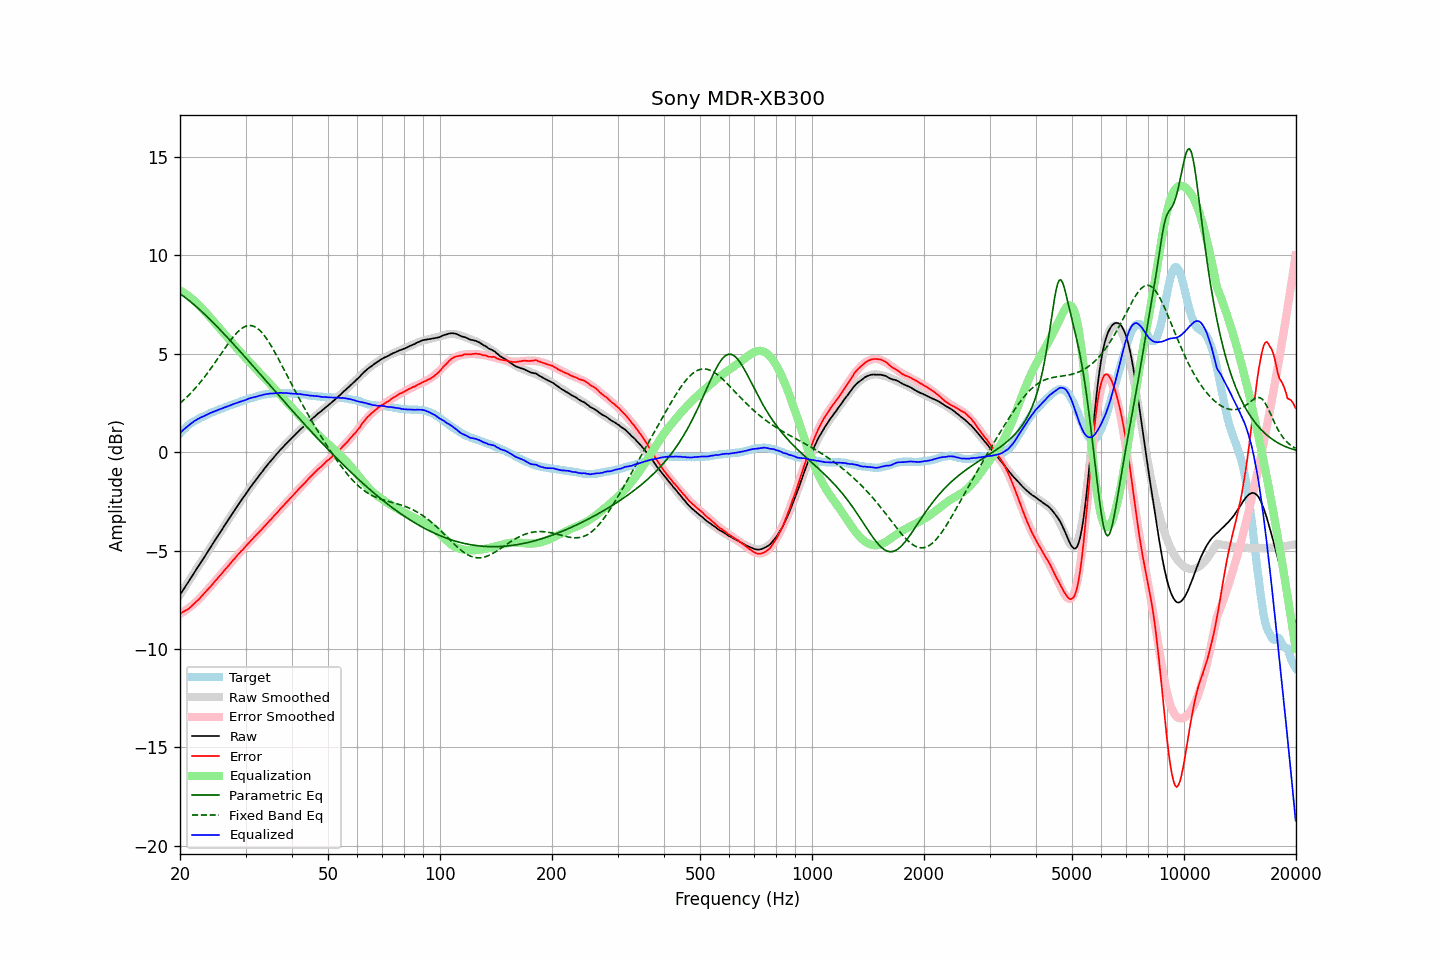 Sony MDR-XB300
Amplitude (dBr)
15
10
5
0
−5
−10
−15
−20
Target
Raw Smoothed
Error Smoothed
Raw
Error
Equalization
Parametric Eq
Fixed Band Eq
Equalized
20
50
100
200
500
1000
2000
5000
10000
20000
Frequency (Hz)